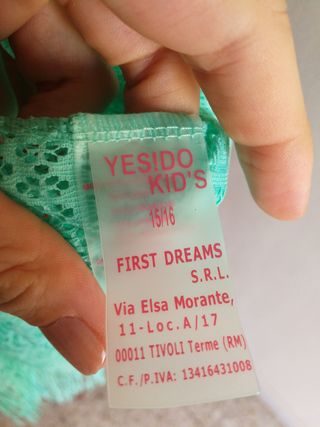 YESIDO
KID'S
15/16
FIRST DREAMS
S.R.L.
Via Elsa Morante,
11-Loc.A/17
00011 TIVOLI Terme (RM)
C.F./P.IVA: 13416431008